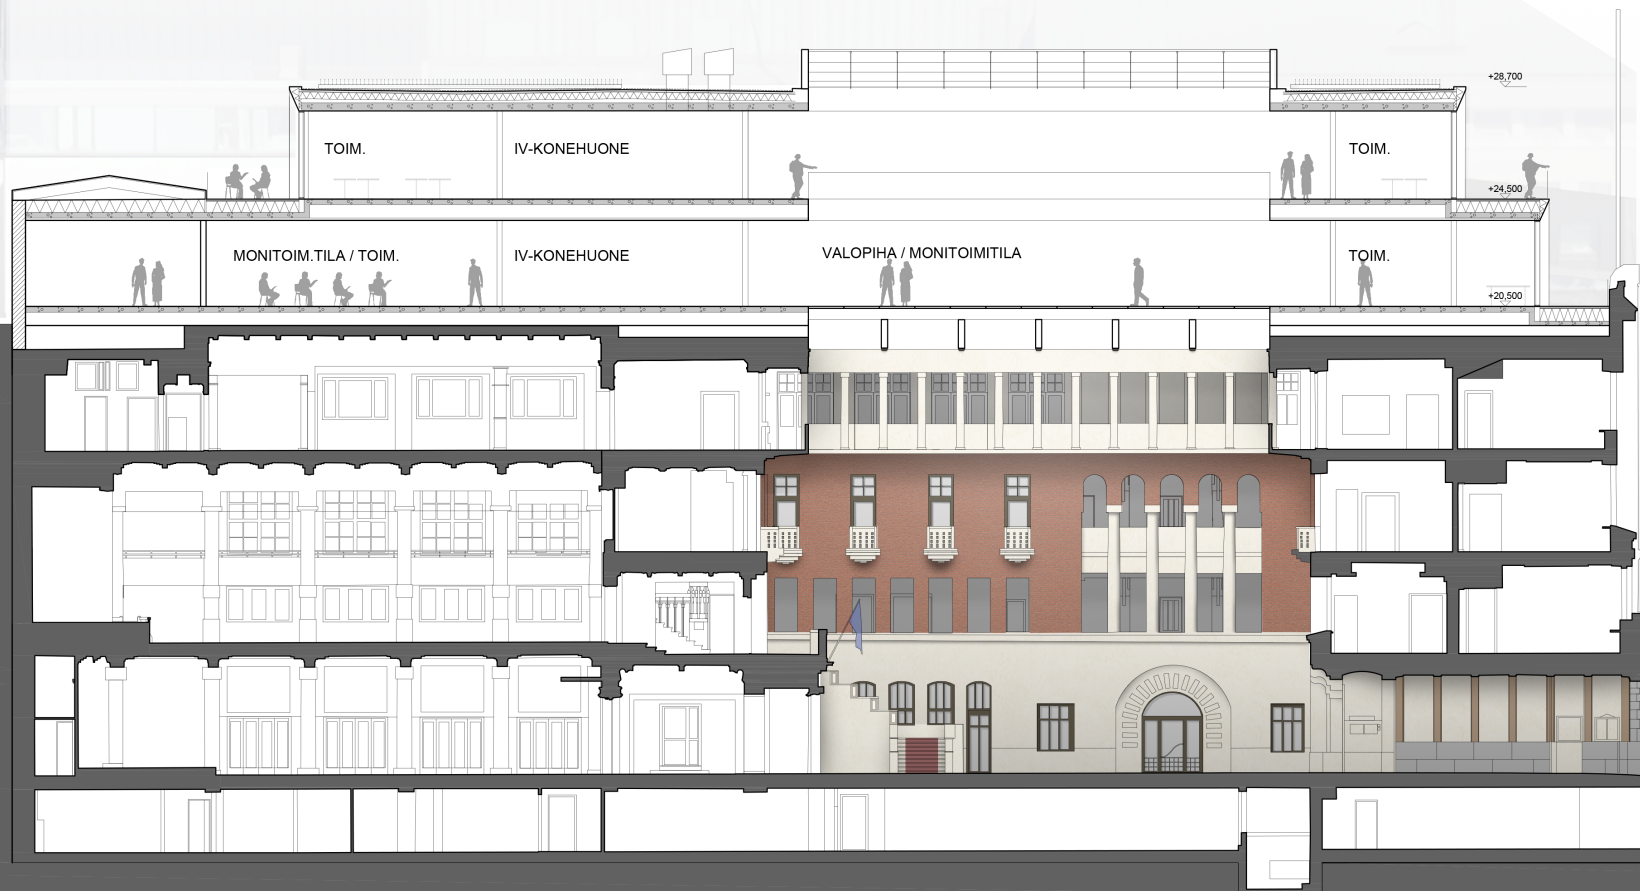 +28,700
TOIM.
IV-KONEHUONE
TOIM.
+24,500
MONITOIM.TILA / TOIM.
IV-KONEHUONE
VALOPIHA / MONITOIMITILA
TOIM.
+20,500